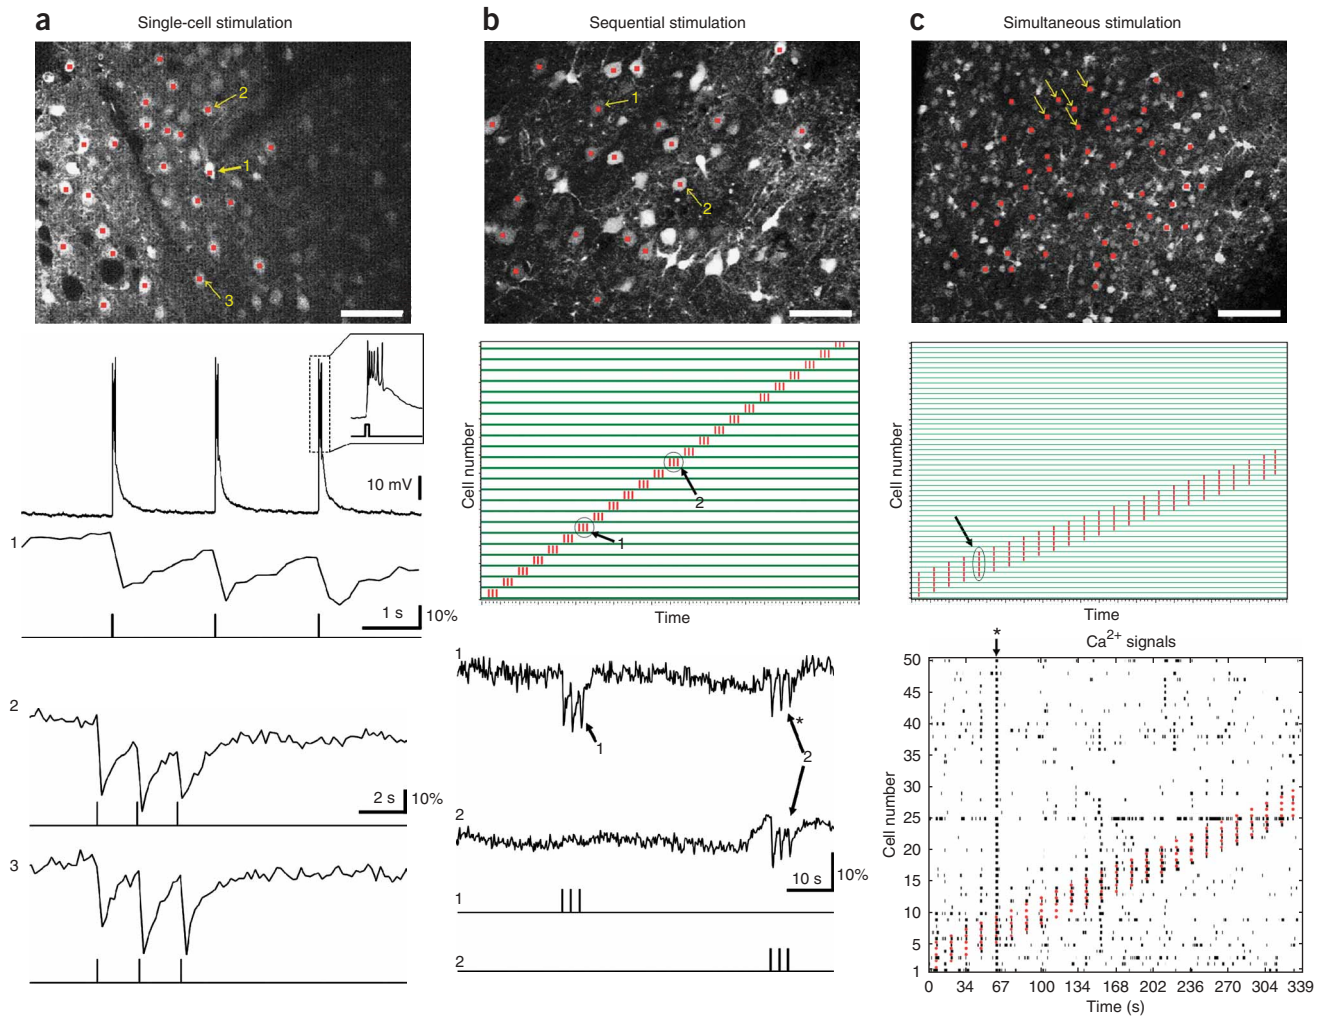 a Single-cell stimulation
2
1
3
10 mV
1
1 s 10%
2
2 s 10%
3
b Sequential stimulation
1
2
Cell number
2
1
Time
1
1
*
2
2
10 s 10%
1
2
c Simultaneous stimulation
Cell number
Time
* Ca2+ signals
50
45
40
35
30
25
20
15
10
5
1
Cell number
0 34 67 100 134 168 202 236 270 304 339
Time (s)